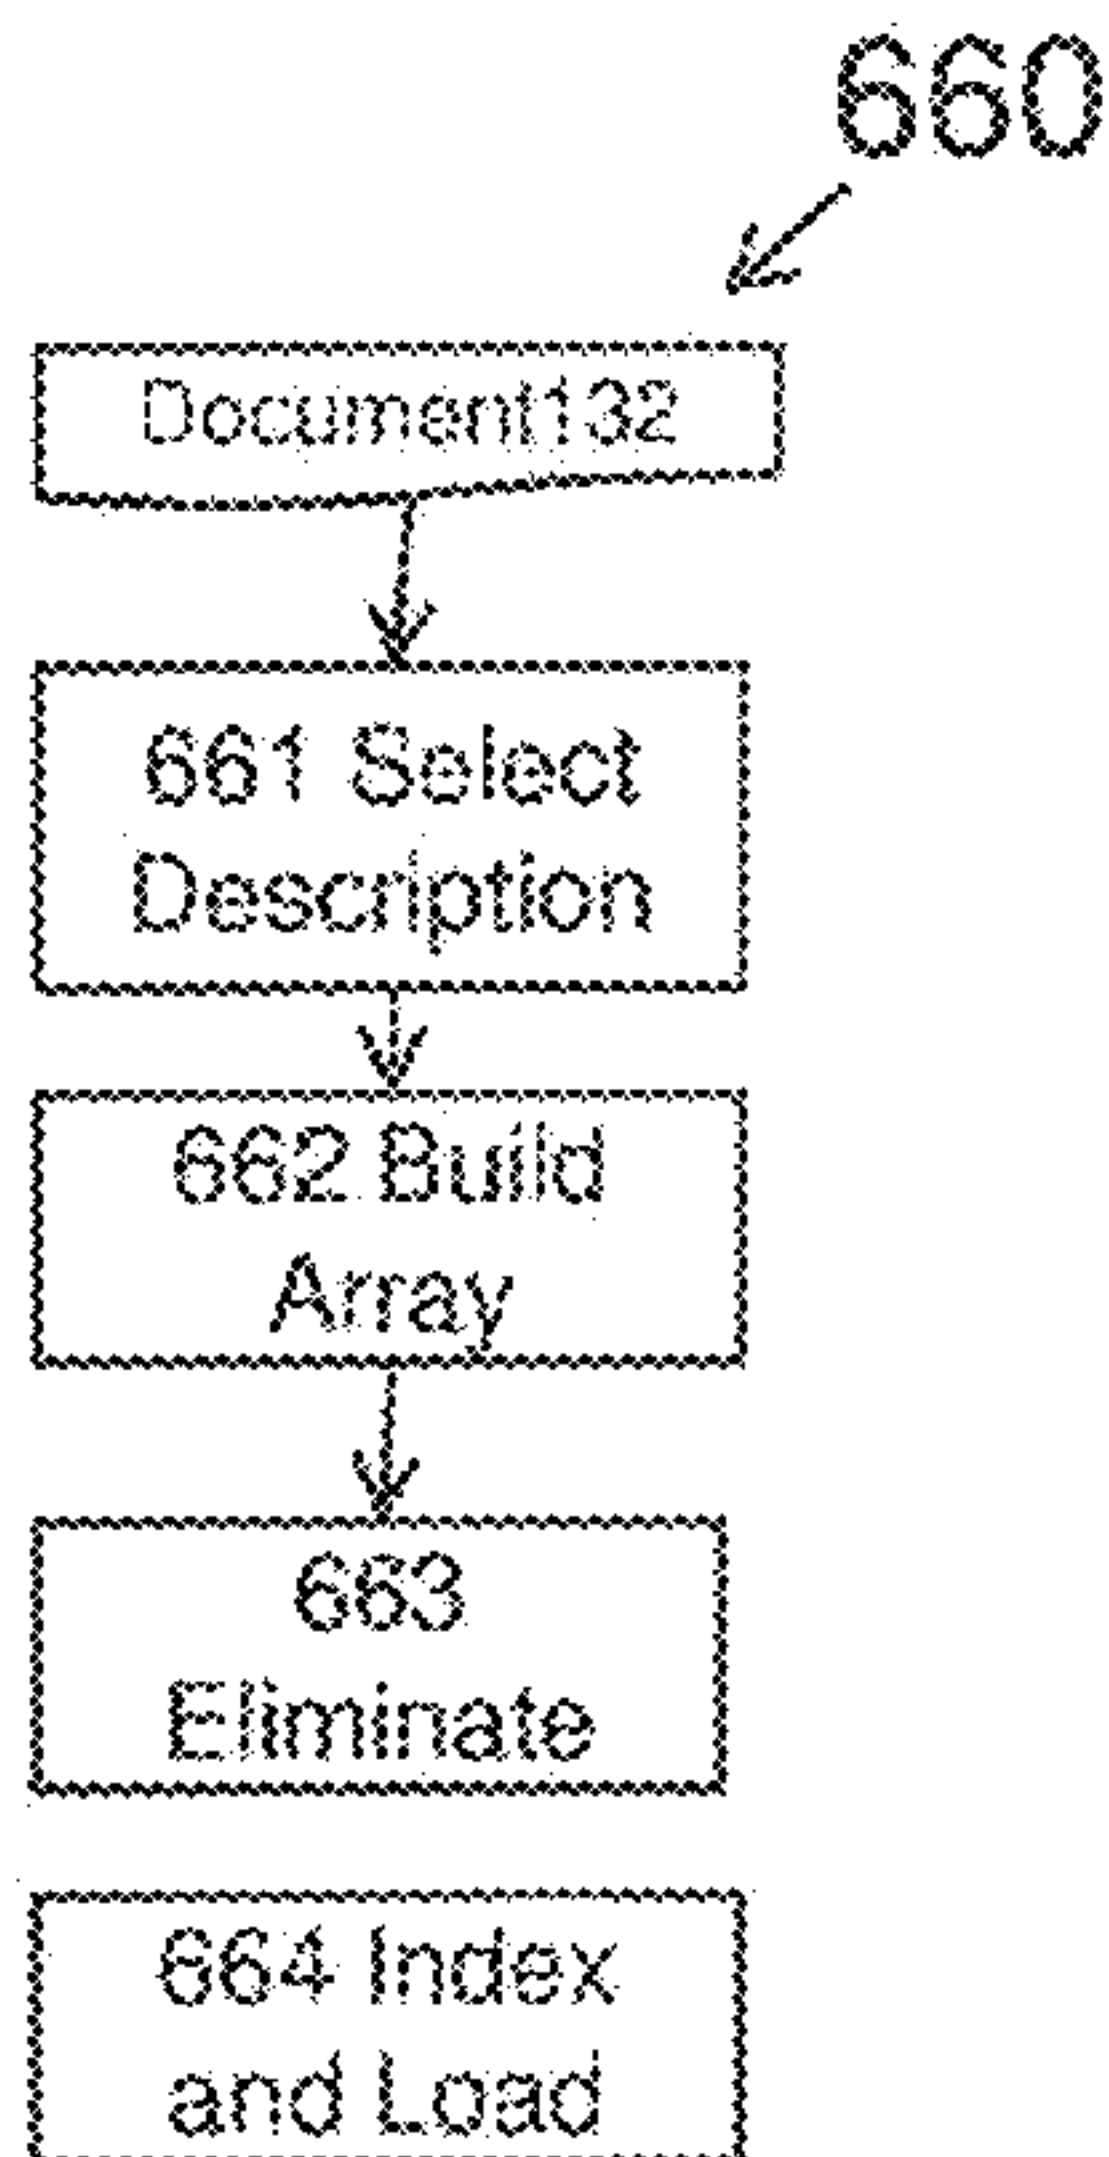 660
Document132
661 Select
Description
662 Build
Array
663
Eliminate
664 Index
and Load